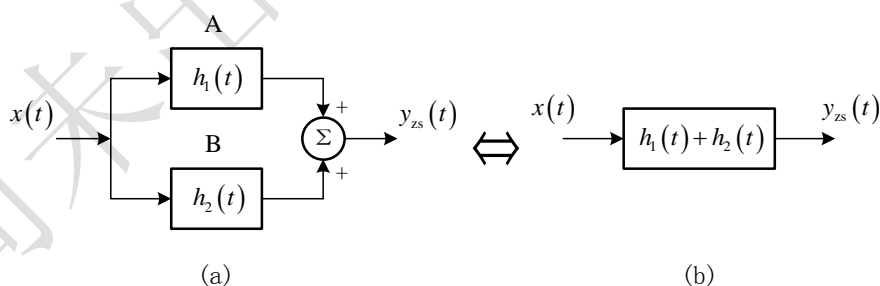 A
h₁(t)
x(t)
+
Σ
y_zs(t)
B
+
h₂(t)
(a)
x(t)
h₁(t)+h₂(t)
y_zs(t)
(b)